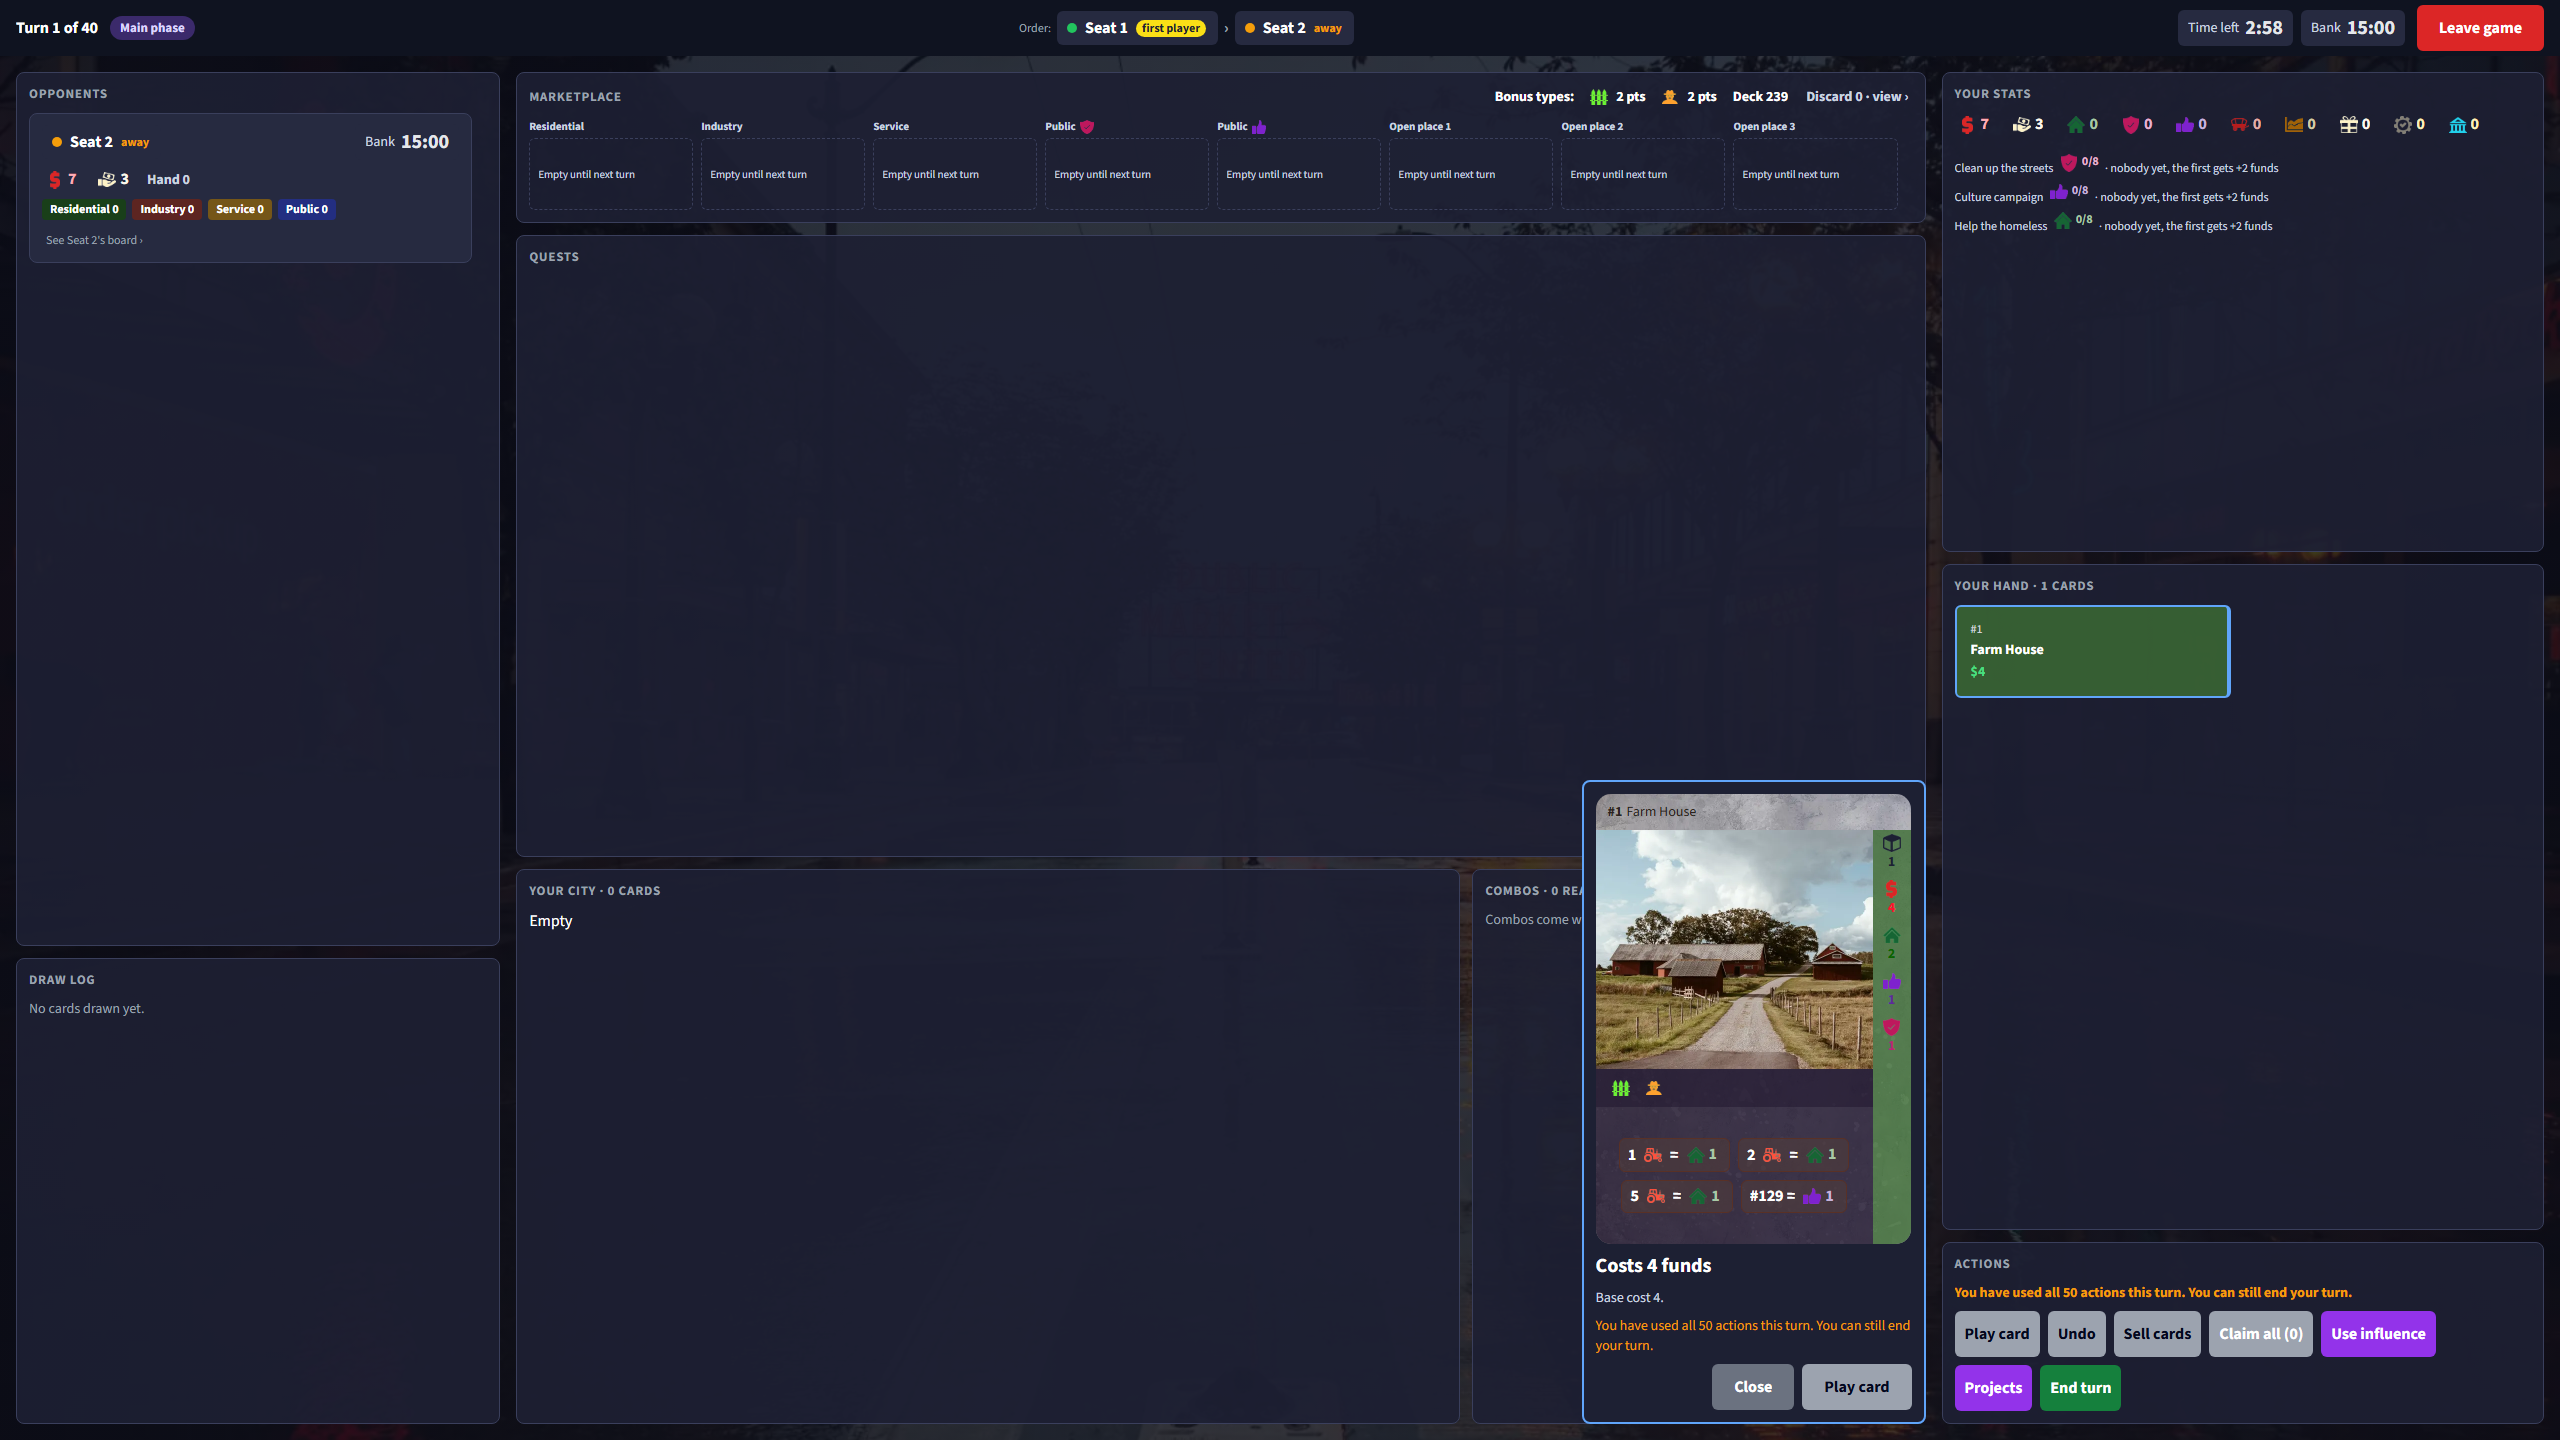 Turn 1 of 40 Main phase
Order: Seat 1 first player › Seat 2 away
Time left 2:58 Bank 15:00 Leave game
OPPONENTS
Seat 2 away Bank 15:00
7 3 Hand 0
Residential 0 Industry 0 Service 0 Public 0
See Seat 2's board ›
DRAW LOG
No cards drawn yet.
MARKETPLACE
Bonus types: 2 pts 2 pts Deck 239 Discard 0 · view ›
Residential Industry Service Public Public Open place 1 Open place 2 Open place 3
Empty until next turn Empty until next turn Empty until next turn Empty until next turn Empty until next turn Empty until next turn Empty until next turn Empty until next turn
QUESTS
YOUR CITY · 0 CARDS
Empty
COMBOS · 0 REA
Combos come w
#1 Farm House
1
$
4
2
1
1
1 = 1 2 = 1
5 = 1 #129 = 1
Costs 4 funds
Base cost 4.
You have used all 50 actions this turn. You can still end
your turn.
Close Play card
YOUR STATS
$ 7 3 0 0 0 0 0 0 0 0
Clean up the streets 0/8 · nobody yet, the first gets +2 funds
Culture campaign 0/8 · nobody yet, the first gets +2 funds
Help the homeless 0/8 · nobody yet, the first gets +2 funds
YOUR HAND · 1 CARDS
#1
Farm House
$4
ACTIONS
You have used all 50 actions this turn. You can still end your turn.
Play card Undo Sell cards Claim all (0) Use influence
Projects End turn